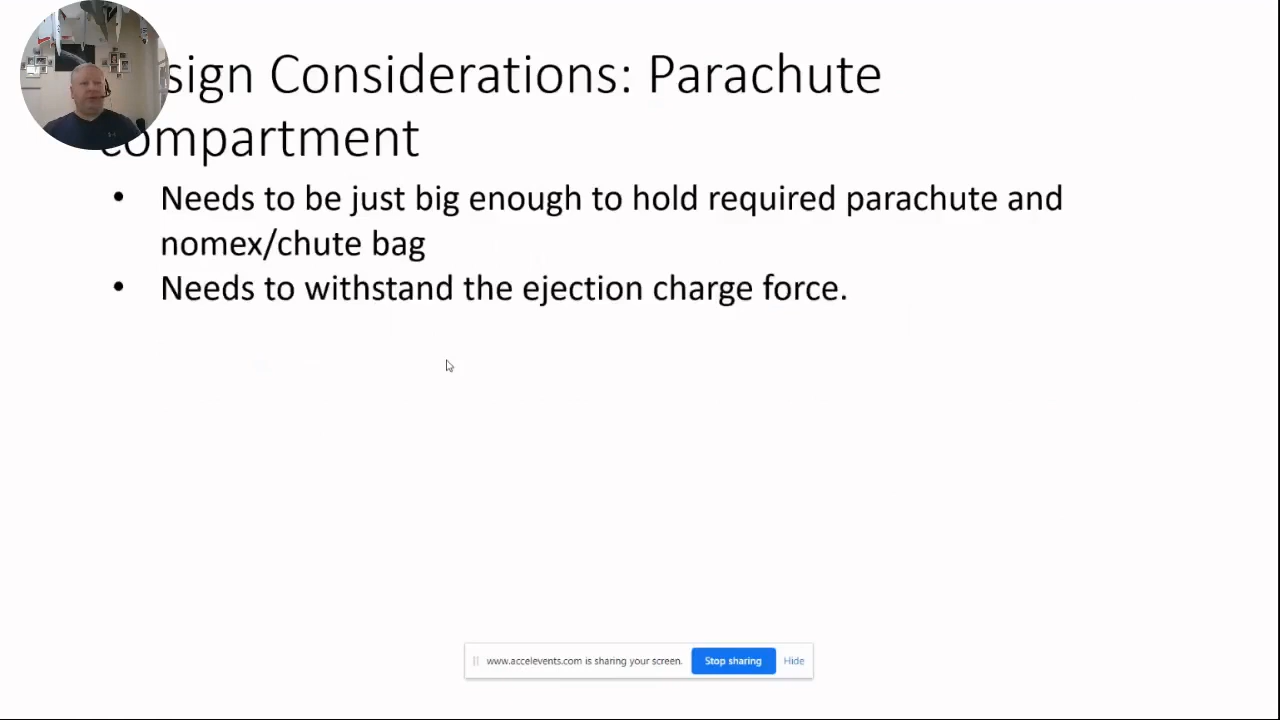 sign Considerations: Parachute
compartment
• Needs to be just big enough to hold required parachute and
nomex/chute bag
• Needs to withstand the ejection charge force.
www.accelevents.com is sharing your screen. Stop sharing Hide